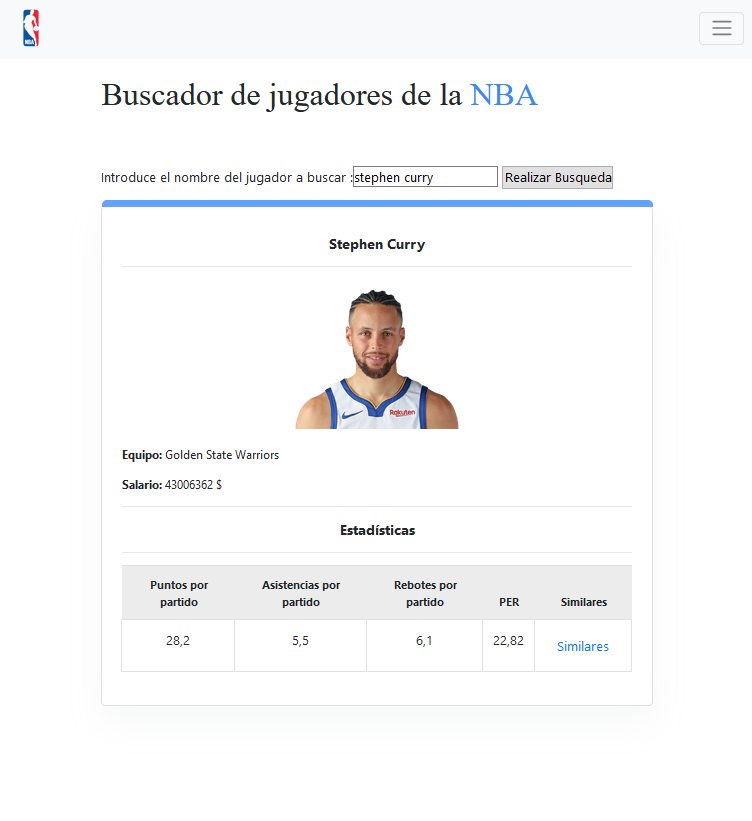 NBA
Buscador de jugadores de la NBA
Introduce el nombre del jugador a buscar :stephen curry Realizar Busqueda
Stephen Curry
Rakuten
Equipo: Golden State Warriors
Salario: 43006362 $
Estadísticas
Puntos por partido Asistencias por partido Rebotes por partido PER Similares
28,2 5,5 6,1 22,82 Similares